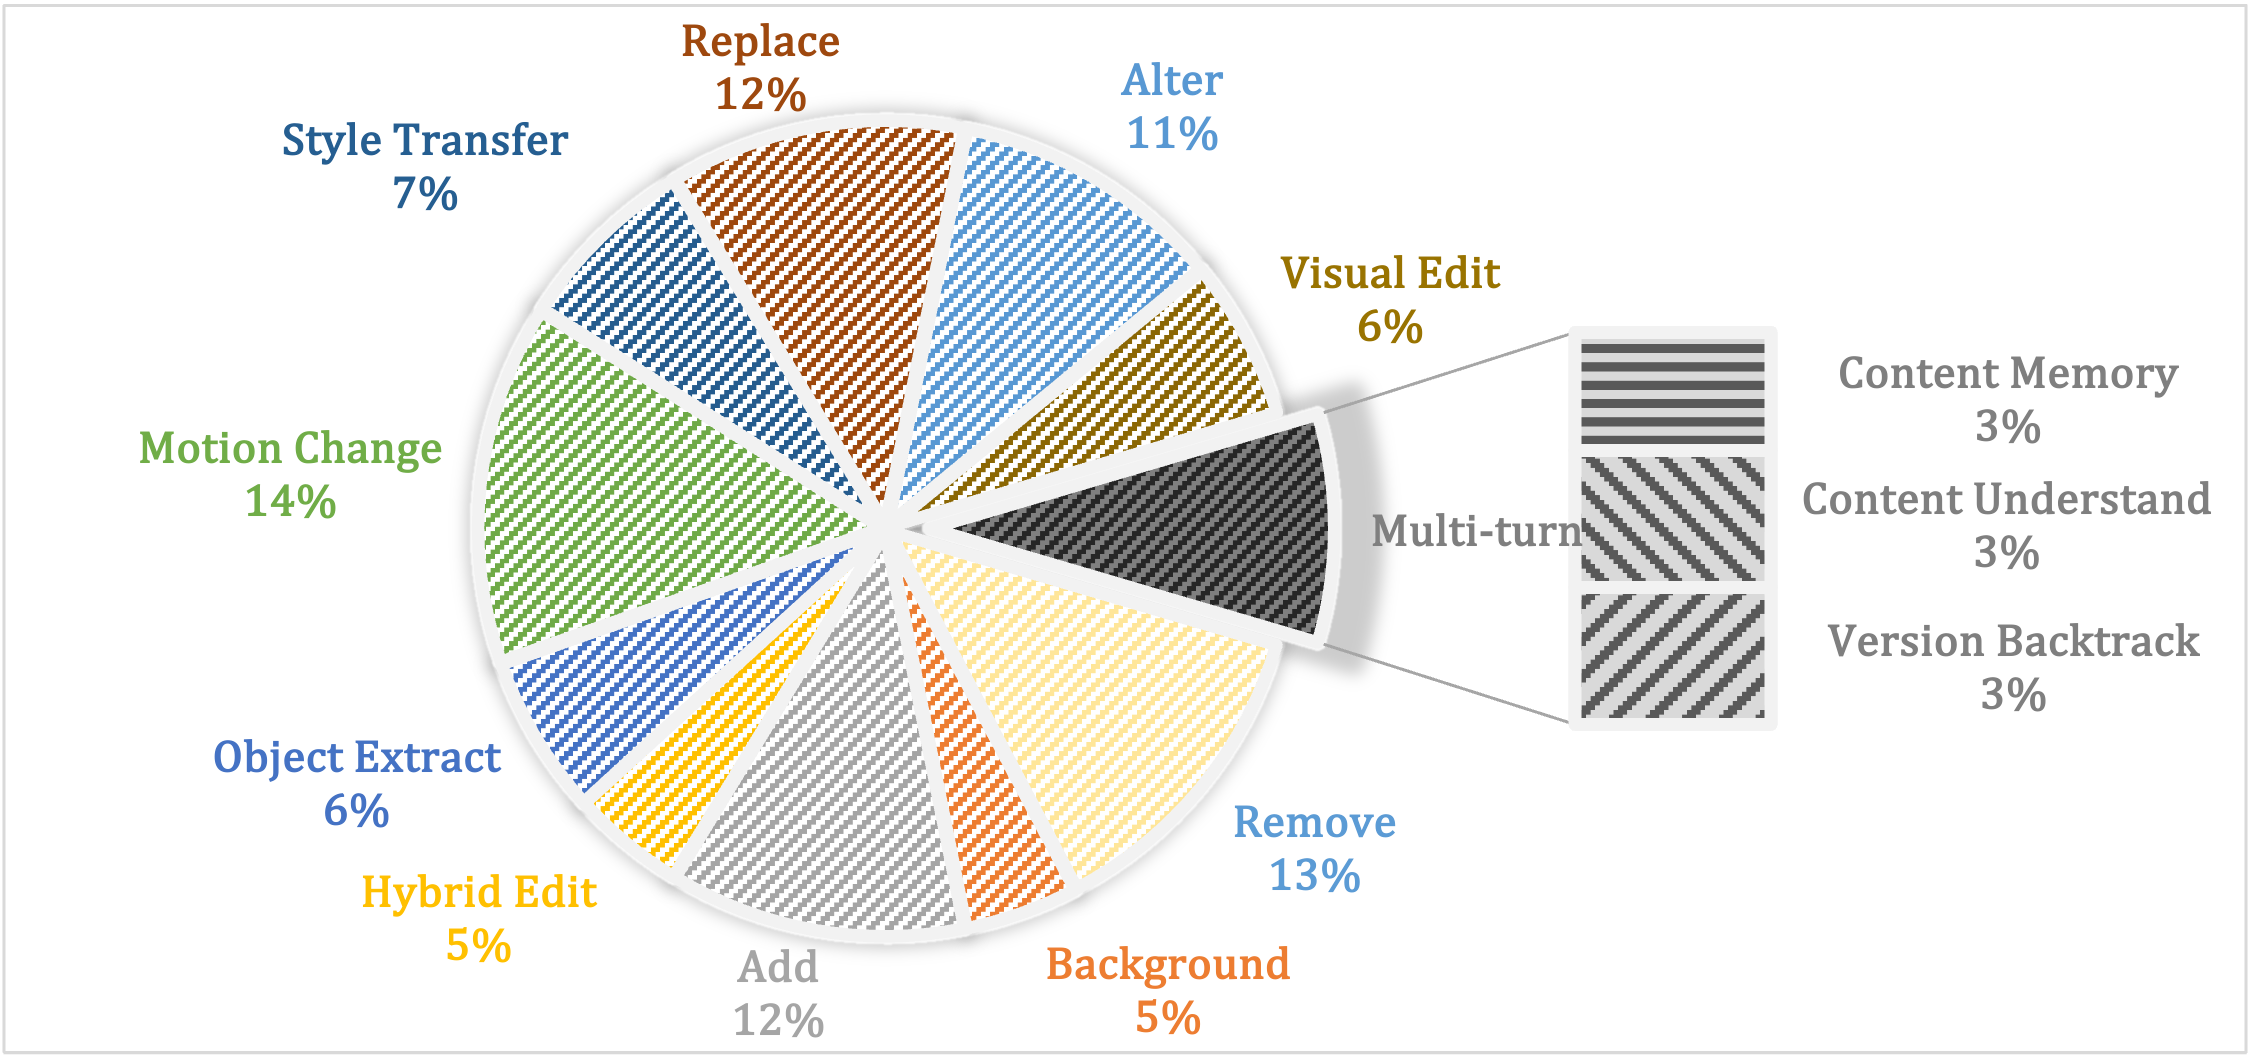 Replace
12%
Alter
11%
Style Transfer
7%
Visual Edit
6%
Content Memory
3%
Motion Change
14%
Content Understand
3%
Multi-turn
Version Backtrack
3%
Object Extract
6%
Remove
13%
Hybrid Edit
5%
Add
12%
Background
5%